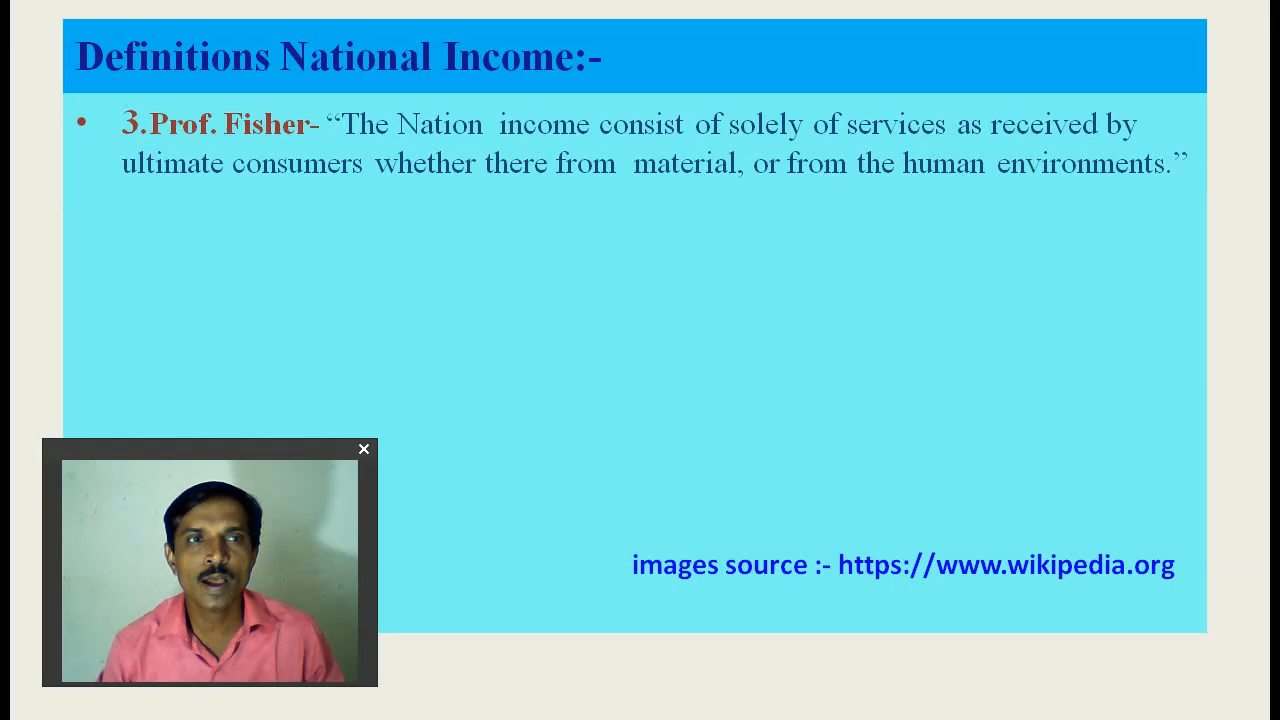 Definitions National Income:-
• 3.Prof. Fisher- “The Nation income consist of solely of services as received by
ultimate consumers whether there from material, or from the human environments.”
images source :- https://www.wikipedia.org